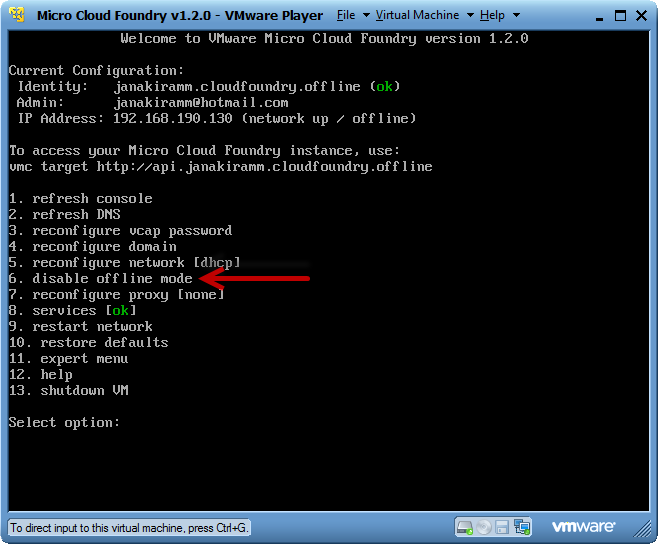 Micro Cloud Foundry v1.2.0 - VMware Player File Virtual Machine Help
Welcome to VMware Micro Cloud Foundry version 1.2.0
Current Configuration:
Identity: janakiramm.cloudfoundry.offline (ok)
Admin: janakiramm@hotmail.com
IP Address: 192.168.190.130 (network up / offline)
To access your Micro Cloud Foundry instance, use:
vmc target http://api.janakiramm.cloudfoundry.offline
1. refresh console
2. refresh DNS
3. reconfigure vcap password
4. reconfigure domain
5. reconfigure network [dhcp]
6. disable offline mode
7. reconfigure proxy [none]
8. services [ok]
9. restart network
10. restore defaults
11. expert menu
12. help
13. shutdown VM
Select option:
To direct input to this virtual machine, press Ctrl+G.
vmware